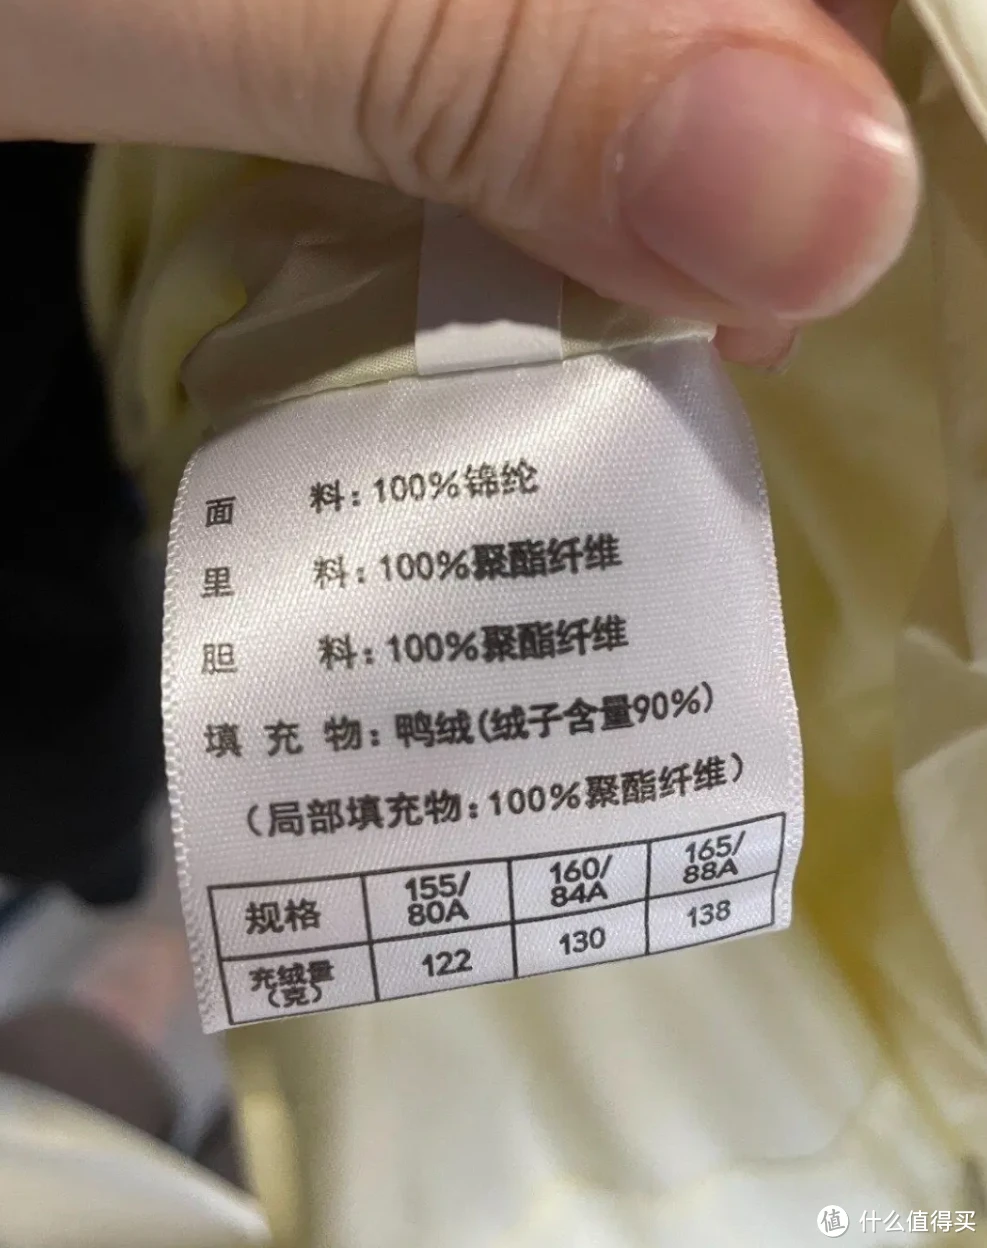 面 料：100%锦纶
里 料：100%聚酯纤维
胆 料：100%聚酯纤维
填 充 物：鸭绒(绒子含量90%)
（局部填充物：100%聚酯纤维）
规格 155/80A 160/84A 165/88A
充绒量（克） 122 130 138
值 什么值得买